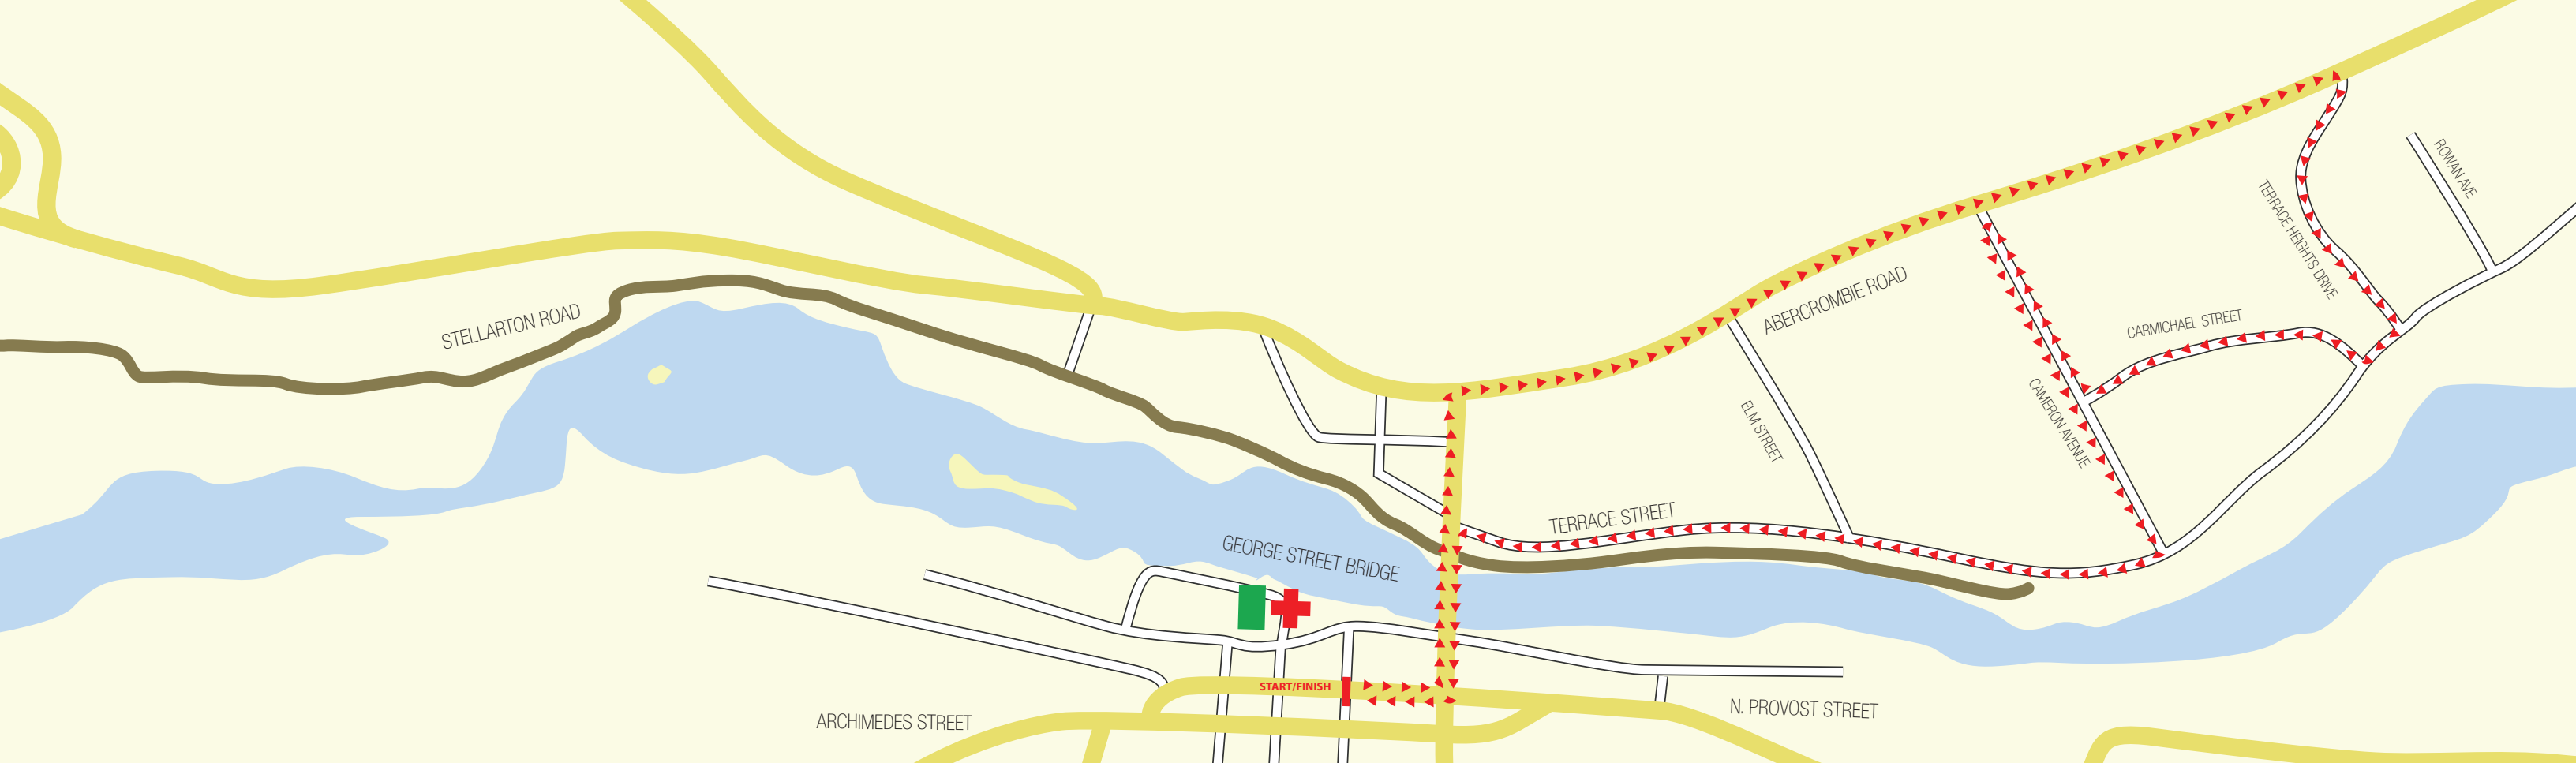 ROWAN AVE
TERRACE HEIGHTS DRIVE
ABERCROMBIE ROAD
STELLARTON ROAD
CARMICHAEL STREET
CAMERON AVENUE
ELM STREET
TERRACE STREET
GEORGE STREET BRIDGE
START/FINISH
ARCHIMEDES STREET
N. PROVOST STREET